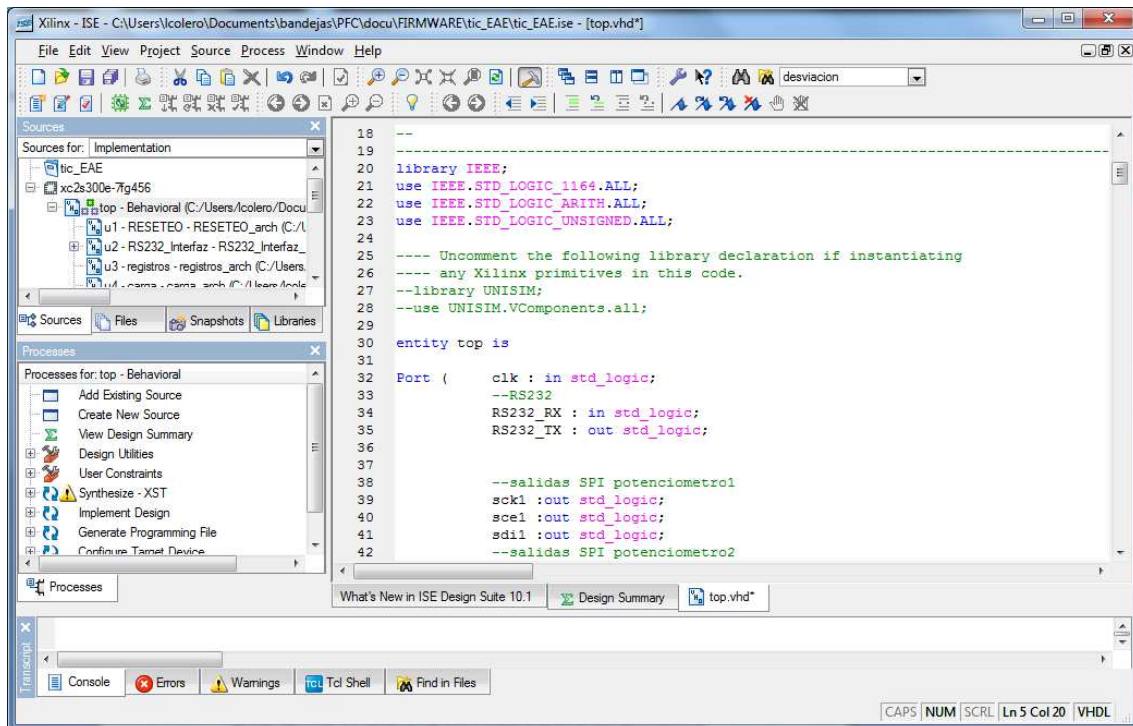 Xilinx - ISE - C:\Users\lcolero\Documents\bandejas\PFC\docu\FIRMWARE\tic_EAE\tic_EAE.ise - [top.vhd*]
File Edit View Project Source Process Window Help
desviacion
Sources
Sources for: Implementation
tic_EAE
xc2s300e-7fg456
top - Behavioral (C:/Users/lcolero/Docu
u1 - RESETEO - RESETEO_arch (C:/U
u2 - RS232_Interfaz - RS232_Interfaz_
u3 - registros - registros_arch (C:/Users.
u4 - carga - carga_arch (C:/Users/lcole
Sources Files Snapshots Libraries
Processes
Processes for: top - Behavioral
Add Existing Source
Create New Source
View Design Summary
Design Utilities
User Constraints
Synthesize - XST
Implement Design
Generate Programming File
Configure Target Device
Processes
18 --
19 --------------------------------------------------------------------------------
20 library IEEE;
21 use IEEE.STD_LOGIC_1164.ALL;
22 use IEEE.STD_LOGIC_ARITH.ALL;
23 use IEEE.STD_LOGIC_UNSIGNED.ALL;
24
25 ---- Uncomment the following library declaration if instantiating
26 ---- any Xilinx primitives in this code.
27 --library UNISIM;
28 --use UNISIM.VComponents.all;
29
30 entity top is
31
32 Port ( clk : in std_logic;
33 --RS232
34 RS232_RX : in std_logic;
35 RS232_TX : out std_logic;
36
37
38 --salidas SPI potenciometro1
39 sck1 :out std_logic;
40 sce1 :out std_logic;
41 sdi1 :out std_logic;
42 --salidas SPI potenciometro2
What's New in ISE Design Suite 10.1 Design Summary top.vhd*
Transcript
Console Errors Warnings Tcl Shell Find in Files
CAPS NUM SCRL Ln 5 Col 20 VHDL